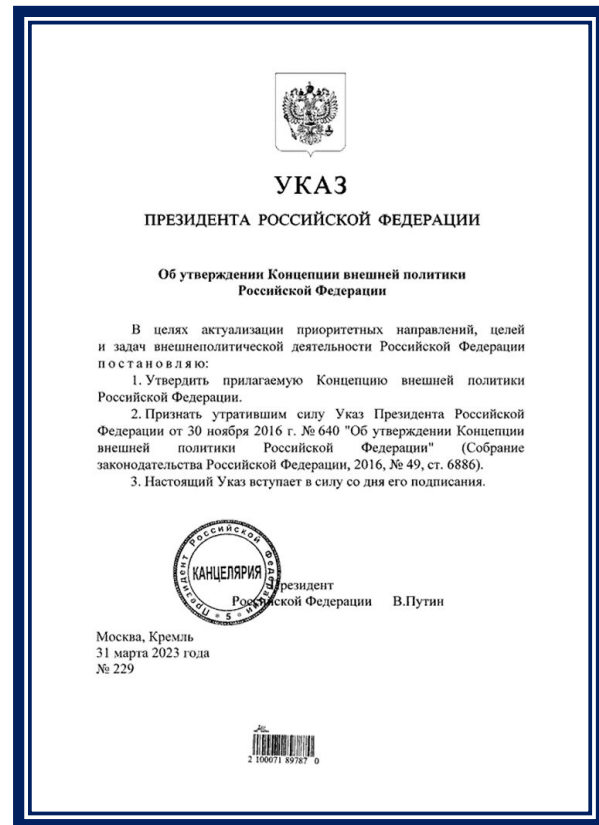 УКАЗ
ПРЕЗИДЕНТА РОССИЙСКОЙ ФЕДЕРАЦИИ
Об утверждении Концепции внешней политики
Российской Федерации
В целях актуализации приоритетных направлений, целей
и задач внешнеполитической деятельности Российской Федерации
п о с т а н о в л я ю:
1. Утвердить прилагаемую Концепцию внешней политики
Российской Федерации.
2. Признать утратившим силу Указ Президента Российской
Федерации от 30 ноября 2016 г. № 640 "Об утверждении Концепции
внешней политики Российской Федерации" (Собрание
законодательства Российской Федерации, 2016, № 49, ст. 6886).
3. Настоящий Указ вступает в силу со дня его подписания.
Президент Российской Федерации
КАНЦЕЛЯРИЯ
* 5 *
Президент
Российской Федерации В.Путин
Москва, Кремль
31 марта 2023 года
№ 229
2 100071 89787 0